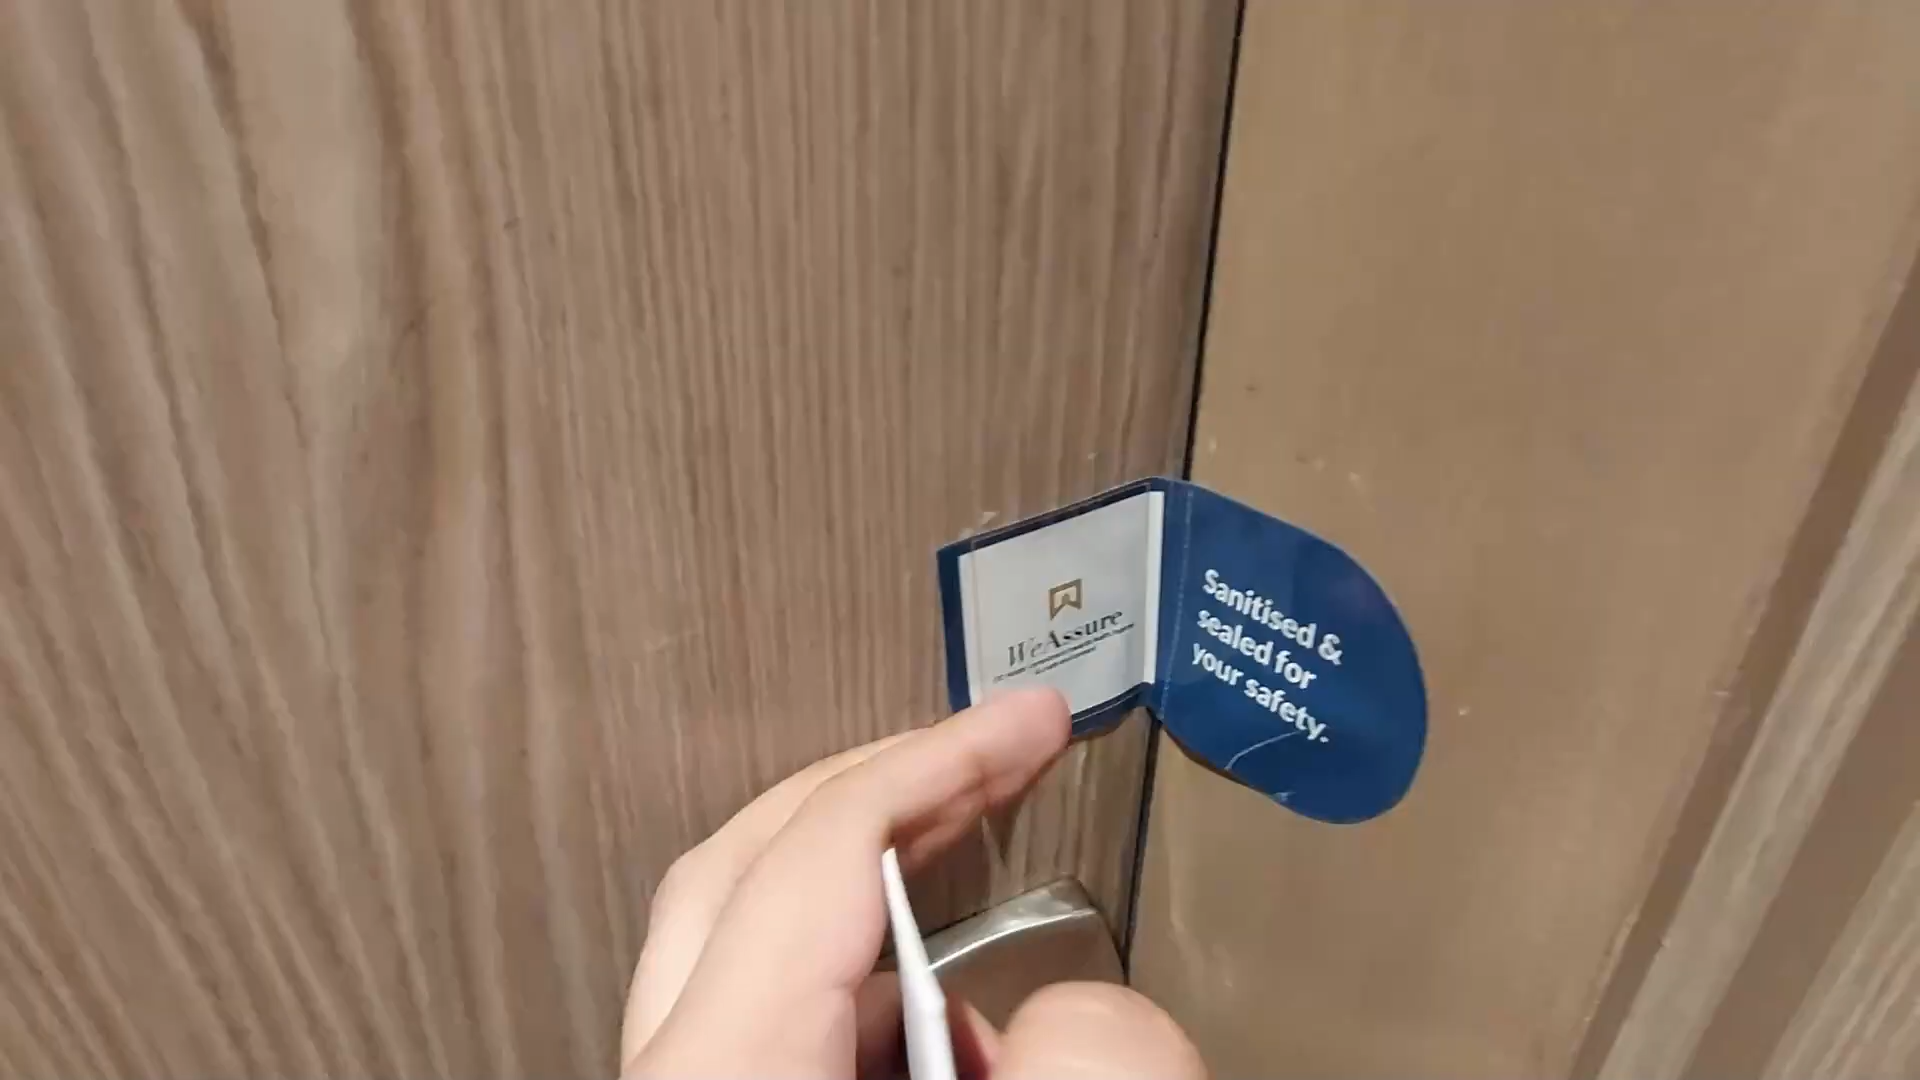 WeAssure
Sanitised &
sealed for
your safety.